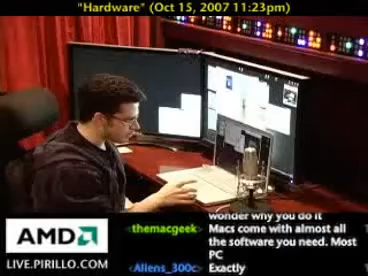 "Hardware" (Oct 15, 2007 11:23pm)
wonder why you do it
<themacgeek> Macs come with almost all
the software you need. Most
PC
<Aliens_300c> Exactly
AMD
LIVE.PIRILLO.COM